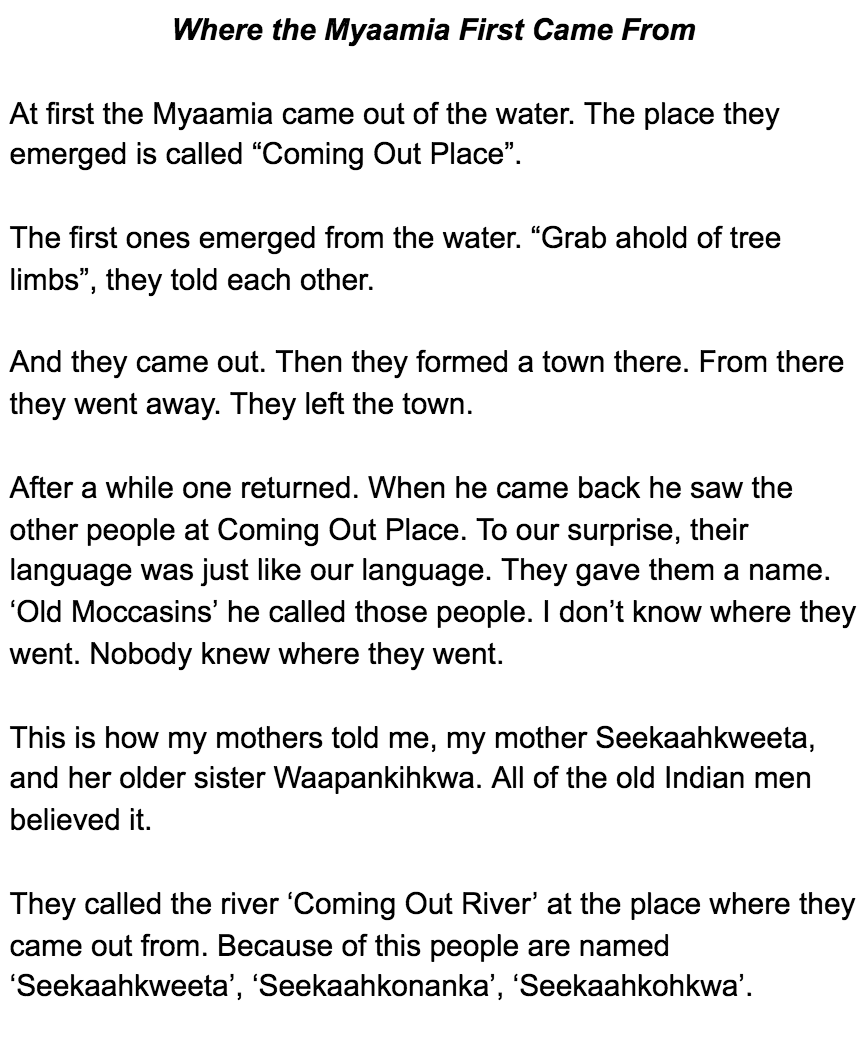 Where the Myaamia First Came From
At first the Myaamia came out of the water. The place they
emerged is called “Coming Out Place”.
The first ones emerged from the water. “Grab ahold of tree
limbs”, they told each other.
And they came out. Then they formed a town there. From there
they went away. They left the town.
After a while one returned. When he came back he saw the
other people at Coming Out Place. To our surprise, their
language was just like our language. They gave them a name.
‘Old Moccasins’ he called those people. I don’t know where they
went. Nobody knew where they went.
This is how my mothers told me, my mother Seekaahkweeta,
and her older sister Waapankihkwa. All of the old Indian men
believed it.
They called the river ‘Coming Out River’ at the place where they
came out from. Because of this people are named
‘Seekaahkweeta’, ‘Seekaahkonanka’, ‘Seekaahkohkwa’.